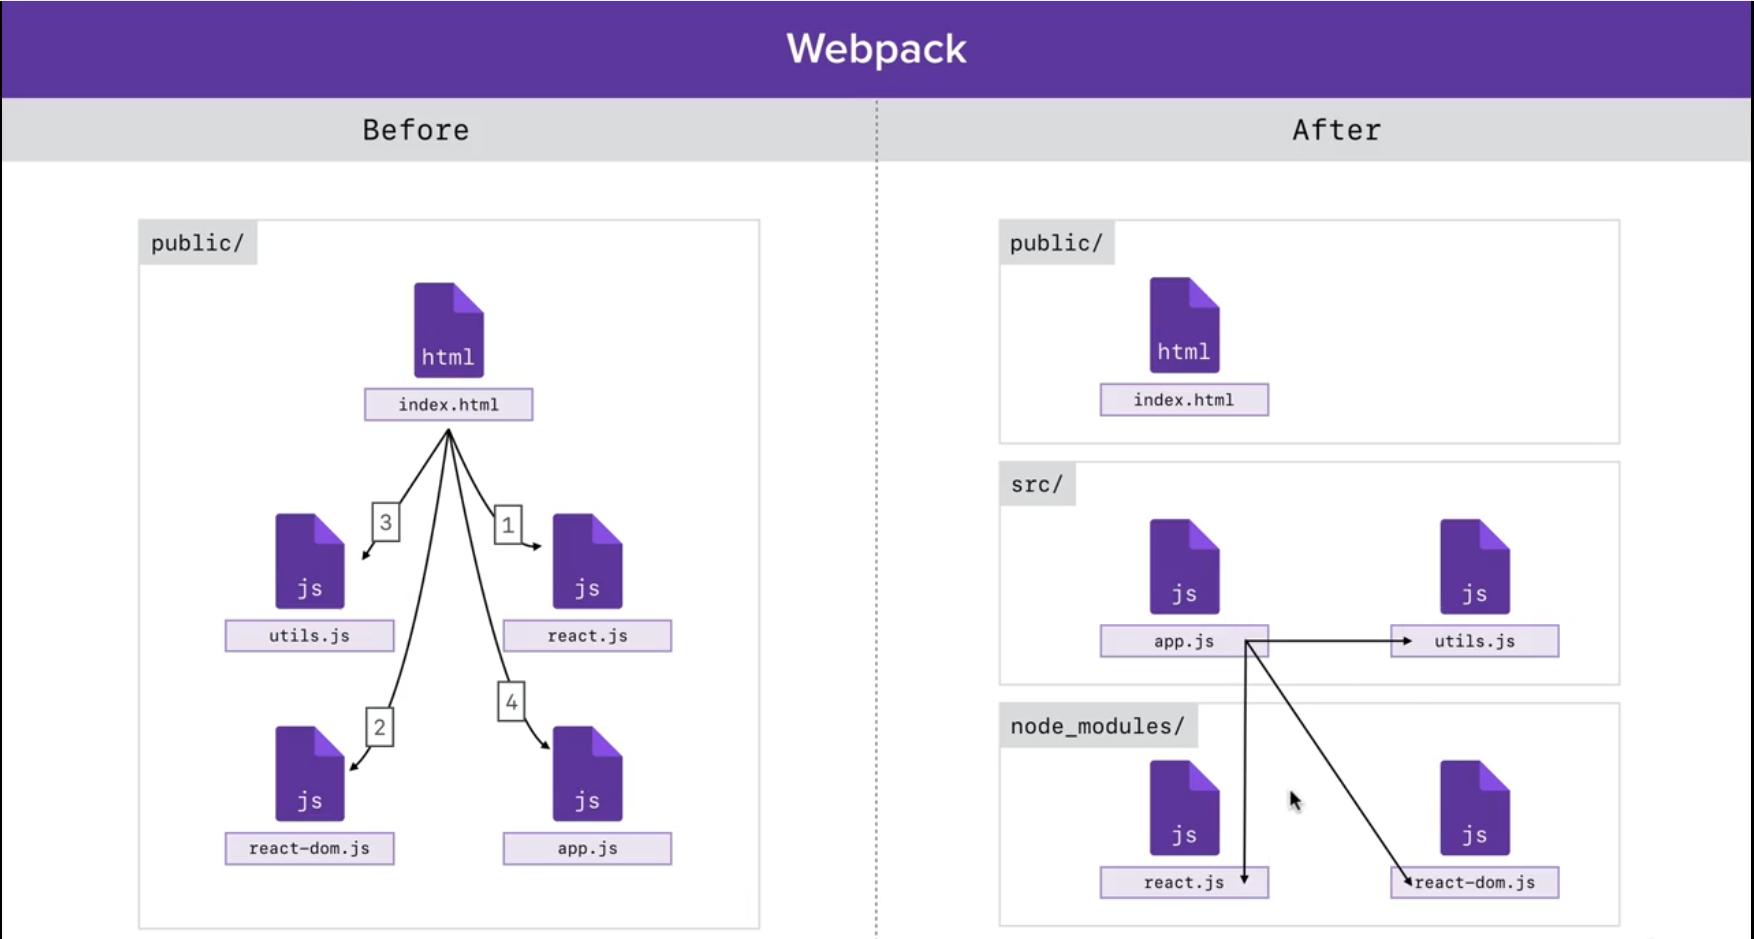 Webpack
Before
After
public/
html
index.html
3
1
js
utils.js
js
react.js
2
4
js
react-dom.js
js
app.js
public/
html
index.html
src/
js
app.js
js
utils.js
node_modules/
js
react.js
js
react-dom.js